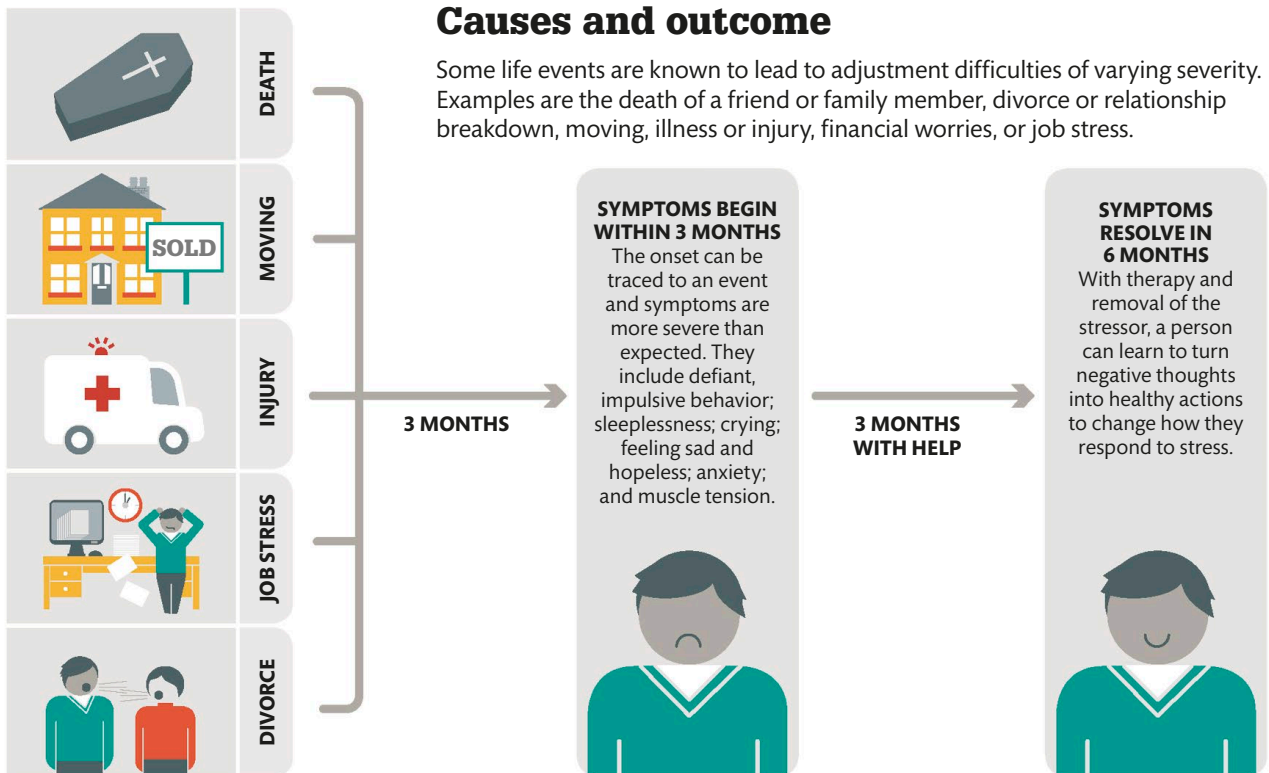 Causes and outcome
Some life events are known to lead to adjustment difficulties of varying severity.
Examples are the death of a friend or family member, divorce or relationship
breakdown, moving, illness or injury, financial worries, or job stress.
DEATH
MOVING
SOLD
INJURY
JOB STRESS
DIVORCE
3 MONTHS
SYMPTOMS BEGIN
WITHIN 3 MONTHS
The onset can be
traced to an event
and symptoms are
more severe than
expected. They
include defiant,
impulsive behavior;
sleeplessness; crying;
feeling sad and
hopeless; anxiety;
and muscle tension.
3 MONTHS
WITH HELP
SYMPTOMS
RESOLVE IN
6 MONTHS
With therapy and
removal of the
stressor, a person
can learn to turn
negative thoughts
into healthy actions
to change how they
respond to stress.